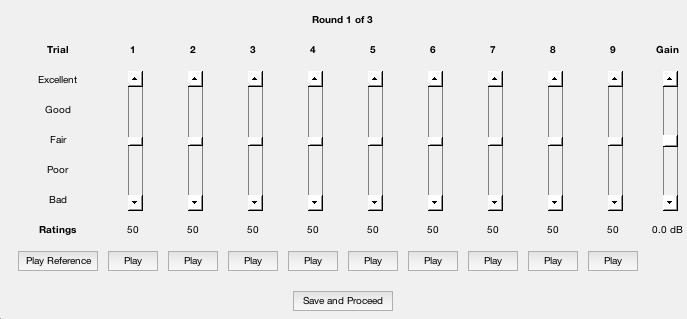 Round 1 of 3
Trial 1 2 3 4 5 6 7 8 9 Gain
Excellent
Good
Fair
Poor
Bad
Ratings 50 50 50 50 50 50 50 50 50 0.0 dB
Play Reference Play Play Play Play Play Play Play Play Play
Save and Proceed